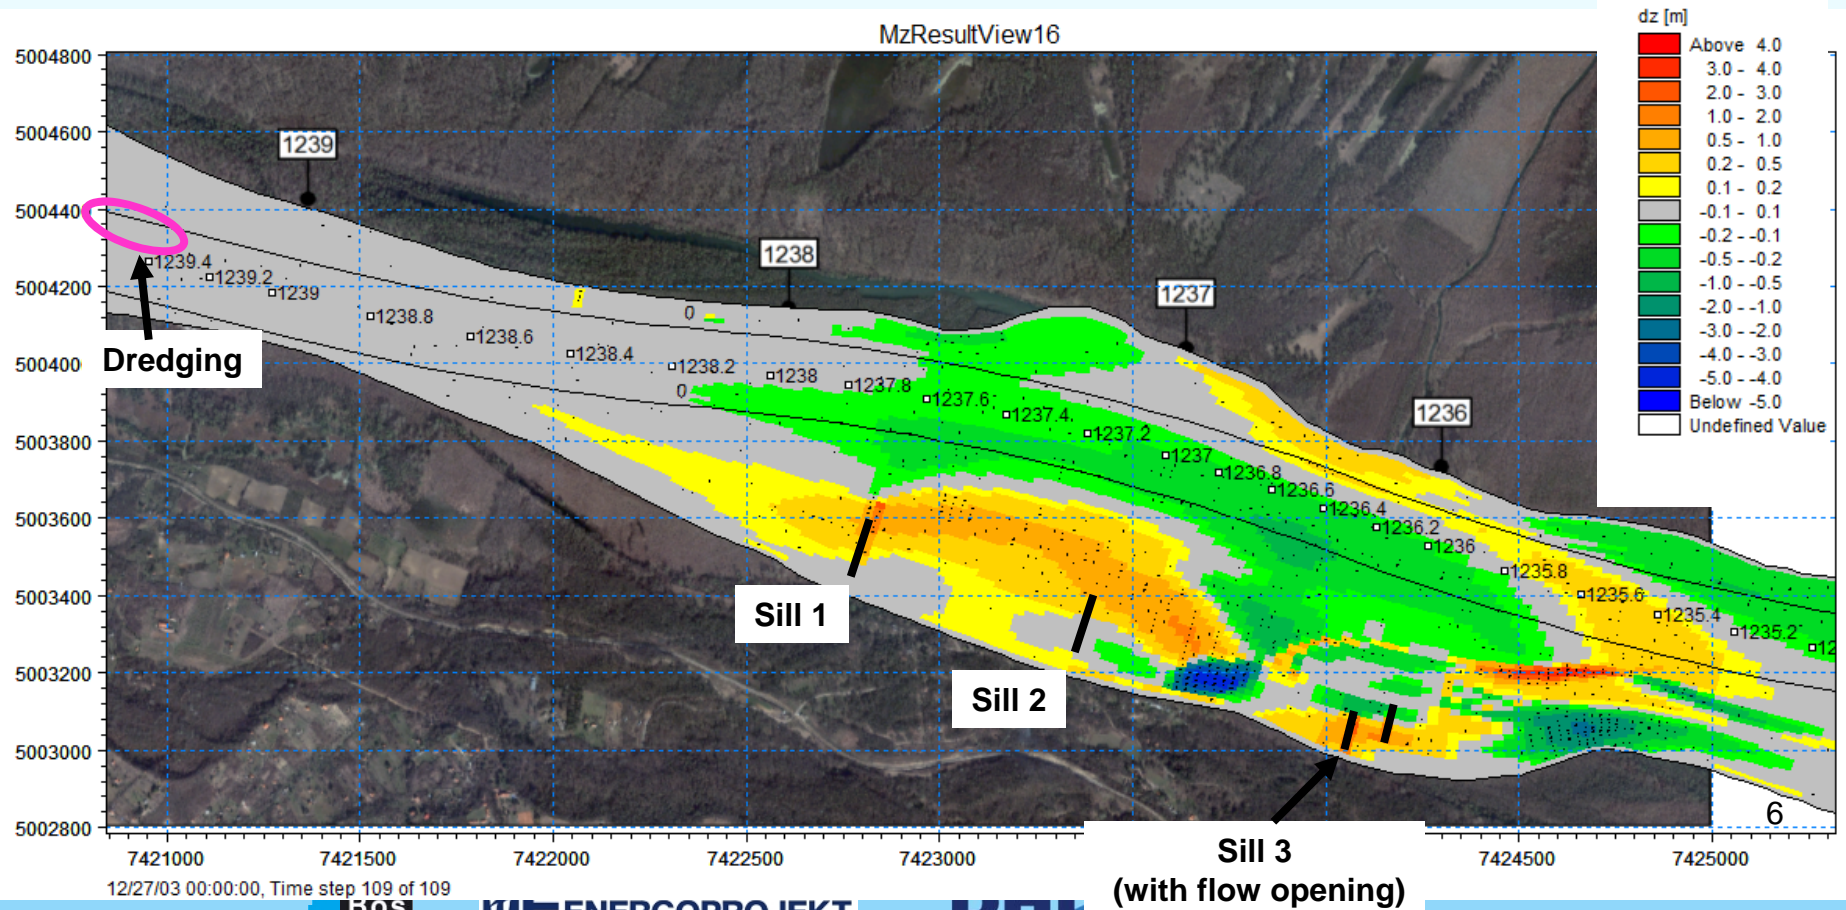 MzResultView16
dz [m]
Above 4.0
3.0 - 4.0
2.0 - 3.0
1.0 - 2.0
0.5 - 1.0
0.2 - 0.5
0.1 - 0.2
-0.1 - 0.1
-0.2 - -0.1
-0.5 - -0.2
-1.0 - -0.5
-2.0 - -1.0
-3.0 - -2.0
-4.0 - -3.0
-5.0 - -4.0
Below -5.0
Undefined Value
5004800
5004600
5004400
5004200
5004000
5003800
5003600
5003400
5003200
5003000
5002800
1239
1238
1237
1236
1239.4
1239.2
1239
1238.8
1238.6
1238.4
1238.2
1238
1237.8
1237.6
1237.4
1237.2
1237
1236.8
1236.6
1236.4
1236.2
1236
1235.8
1235.6
1235.4
1235.2
12
0
0
Dredging
Sill 1
Sill 2
Sill 3
(with flow opening)
6
7421000
7421500
7422000
7422500
7423000
7424500
7425000
12/27/03 00:00:00, Time step 109 of 109
ENERGOPROJEKT